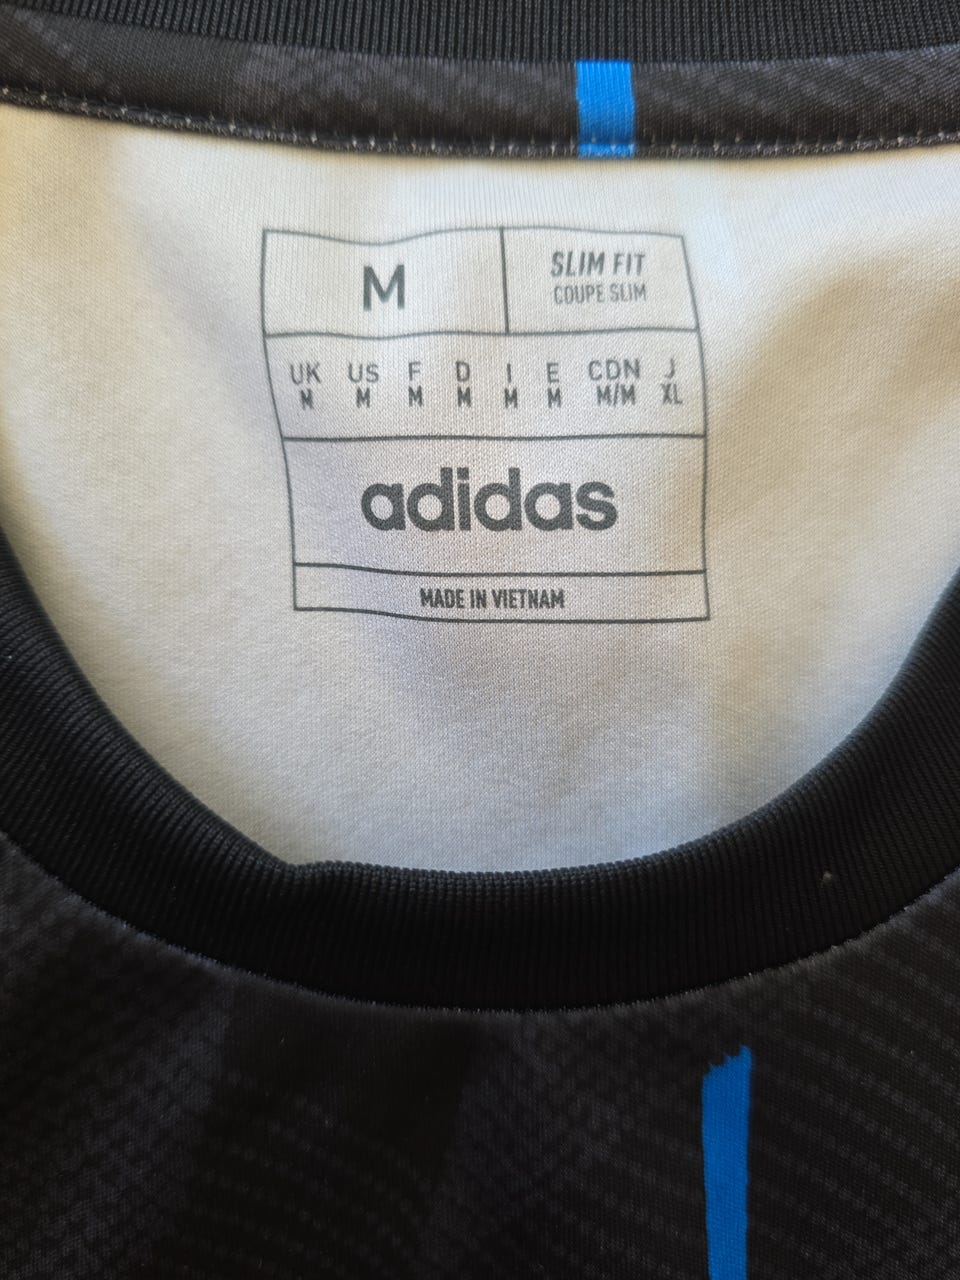 M
SLIM FIT
COUPE SLIM
UK US F D I E CDN J
M M M M M M M/M XL
adidas
MADE IN VIETNAM